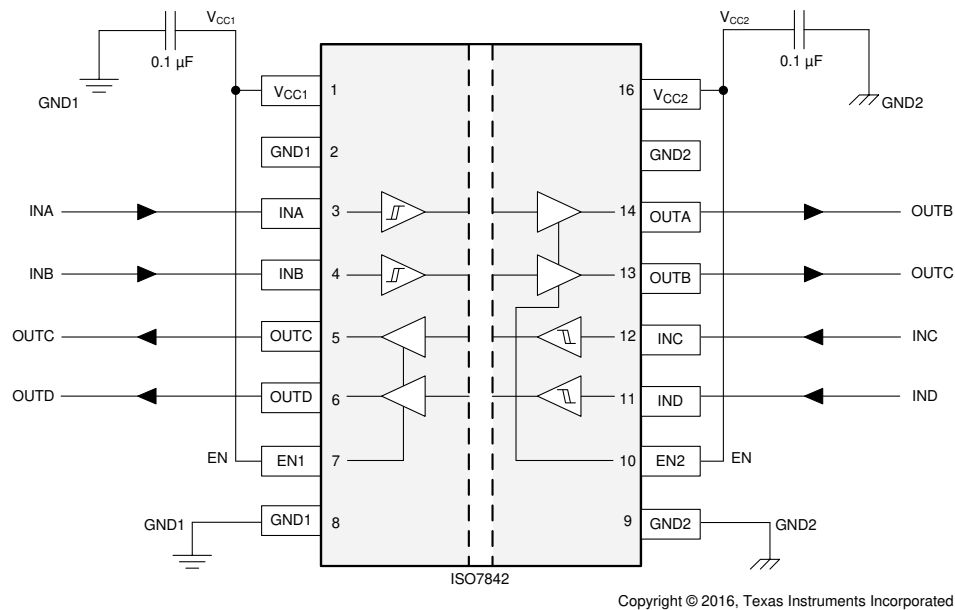 VCC1
VCC2
0.1 µF
0.1 µF
GND1
GND2
VCC1 1
16 VCC2
GND1 2
GND2
INA
INA 3
14 OUTA
OUTB
INB
INB 4
13 OUTB
OUTC
OUTC
OUTC 5
12 INC
INC
OUTD
OUTD 6
11 IND
IND
EN
EN1 7
10 EN2
EN
GND1
GND1 8
9 GND2
GND2
ISO7842
Copyright © 2016, Texas Instruments Incorporated